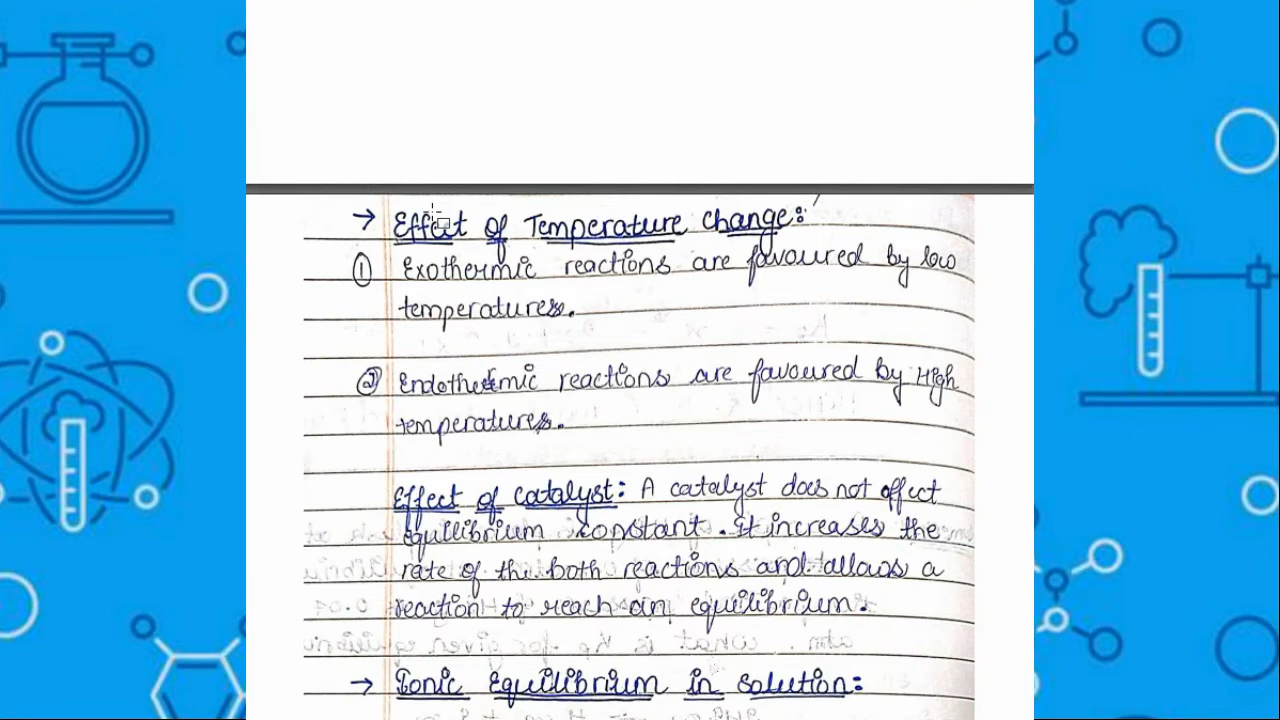 → Effect of Temperature change:
① Exothermic reactions are favoured by low
temperatures.
② Endothermic reactions are favoured by High
temperatures.
Effect of catalyst: A catalyst does not affect
equilibrium constant. It increases the
rate of the both reactions and allows a
reaction to reach an equilibrium.
→ Ionic Equilibrium in solution: